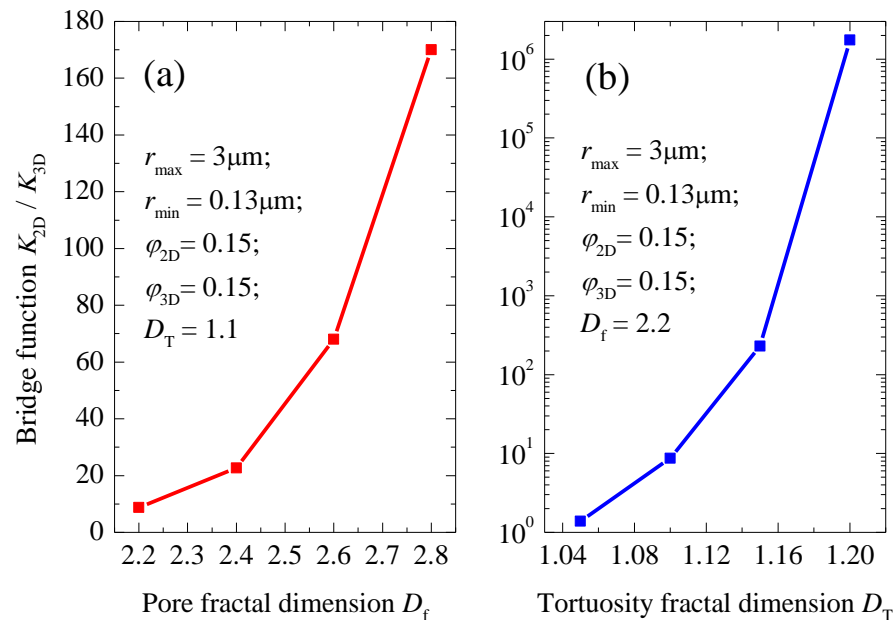 Bridge function K2D / K3D
180
160
140
120
100
80
60
40
20
0
(a)
rmax = 3μm;
rmin = 0.13μm;
φ2D= 0.15;
φ3D= 0.15;
DT = 1.1
2.2 2.3 2.4 2.5 2.6 2.7 2.8
Pore fractal dimension Df
10^6
10^5
10^4
10^3
10^2
10^1
10^0
(b)
rmax = 3μm;
rmin = 0.13μm;
φ2D= 0.15;
φ3D= 0.15;
Df = 2.2
1.04 1.08 1.12 1.16 1.20
Tortuosity fractal dimension DT